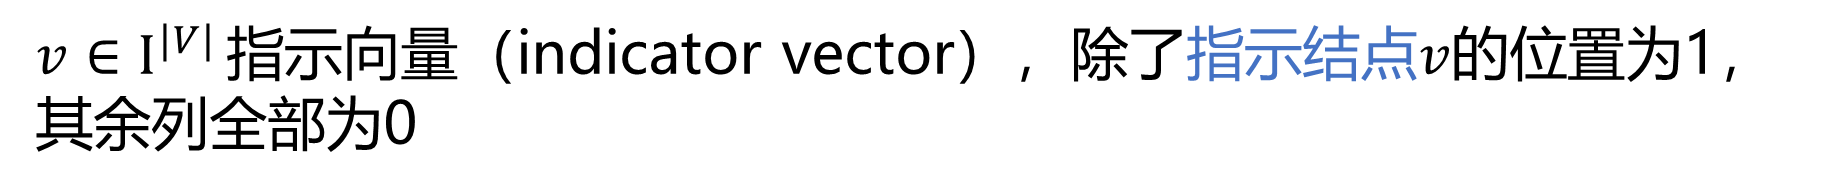 v ∈ I^|V| 指示向量（indicator vector），除了指示结点v的位置为1，
其余列全部为0